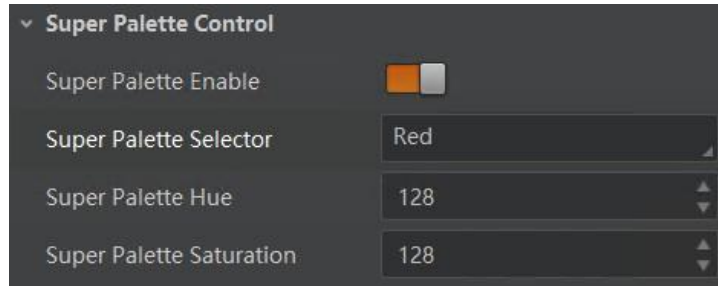 Super Palette Control
Super Palette Enable
Super Palette Selector Red
Super Palette Hue 128
Super Palette Saturation 128